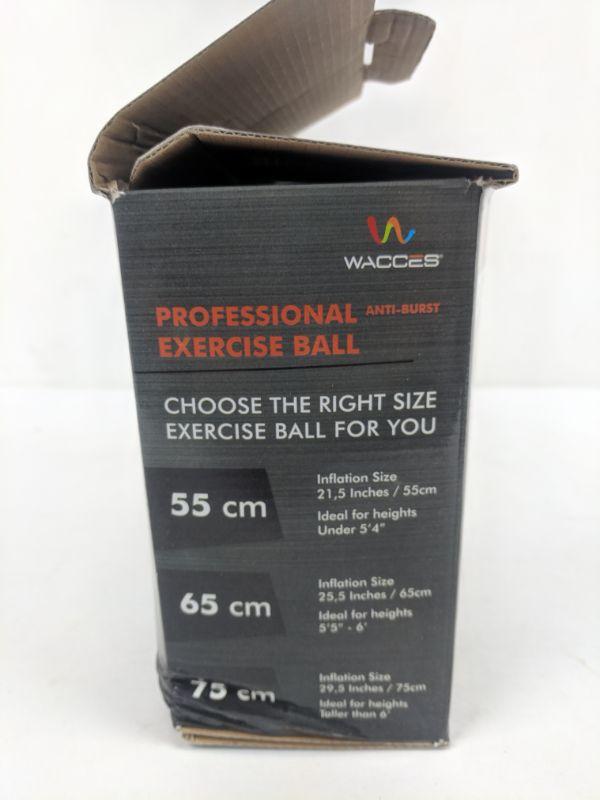 WACCES®
PROFESSIONAL ANTI-BURST
EXERCISE BALL
CHOOSE THE RIGHT SIZE
EXERCISE BALL FOR YOU
55 cm
Inflation Size
21,5 Inches / 55cm
Ideal for heights
Under 5'4"
65 cm
Inflation Size
25,5 Inches / 65cm
Ideal for heights
5'5" - 6'
75 cm
Inflation Size
29,5 Inches / 75cm
Ideal for heights
Taller than 6'